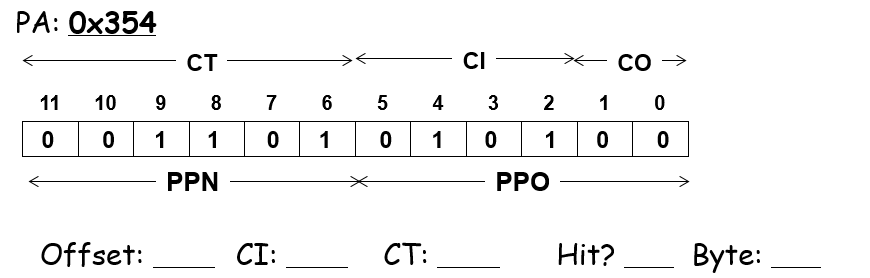 PA: 0x354
CT CI CO
11 10 9 8 7 6 5 4 3 2 1 0
0 0 1 1 0 1 0 1 0 1 0 0
PPN PPO
Offset: ____ CI: ____ CT: ____ Hit? ____ Byte: ____